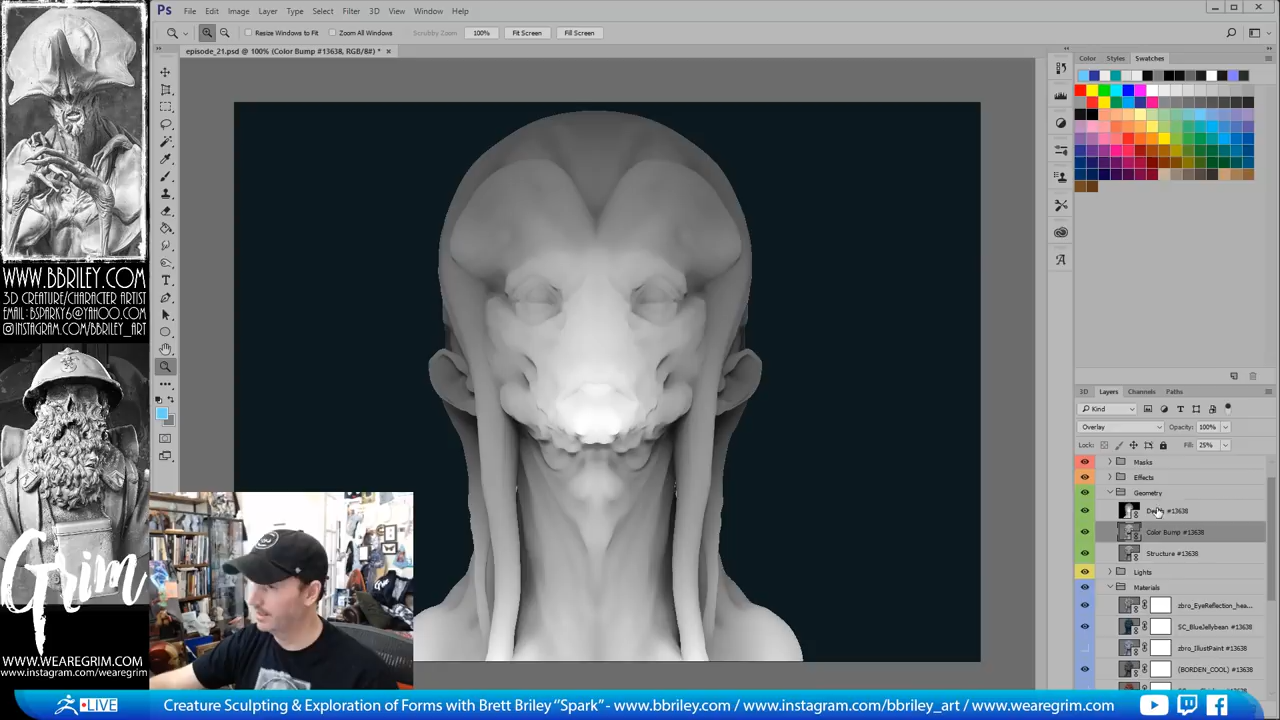 Ps File Edit Image Layer Type Select Filter 3D View Window Help
Resize Windows to Fit Zoom All Windows Scrubby Zoom 100% Fit Screen Fill Screen
episode_21.psd @ 100% (Color Bump #13638, RGB/8#) *
Color Styles Swatches
3D Layers Channels Paths
Kind
Overlay Opacity: 100%
Lock: Fill: 25%
Masks
Effects
Geometry
#13638
Color Bump #13638
Structure #13638
Lights
Materials
zbro_EyeReflection_hea...
SC_BlueJellybean #13638
zbro_IllustPaint #13638
(BORDEN_COOL) #13638
WWW.BBRILEY.COM
3D CREATURE/CHARACTER ARTIST
EMAIL: BSPARKY6@YAHOO.COM
INSTAGRAM.COM/BBRILEY_ART
Grim
WWW.WEAREGRIM.COM
www.instagram.com/wearegrim
LIVE
Creature Sculpting & Exploration of Forms with Brett Briley "Spark" - www.bbriley.com / www.instagram.com/bbriley_art / www.wearegrim.com